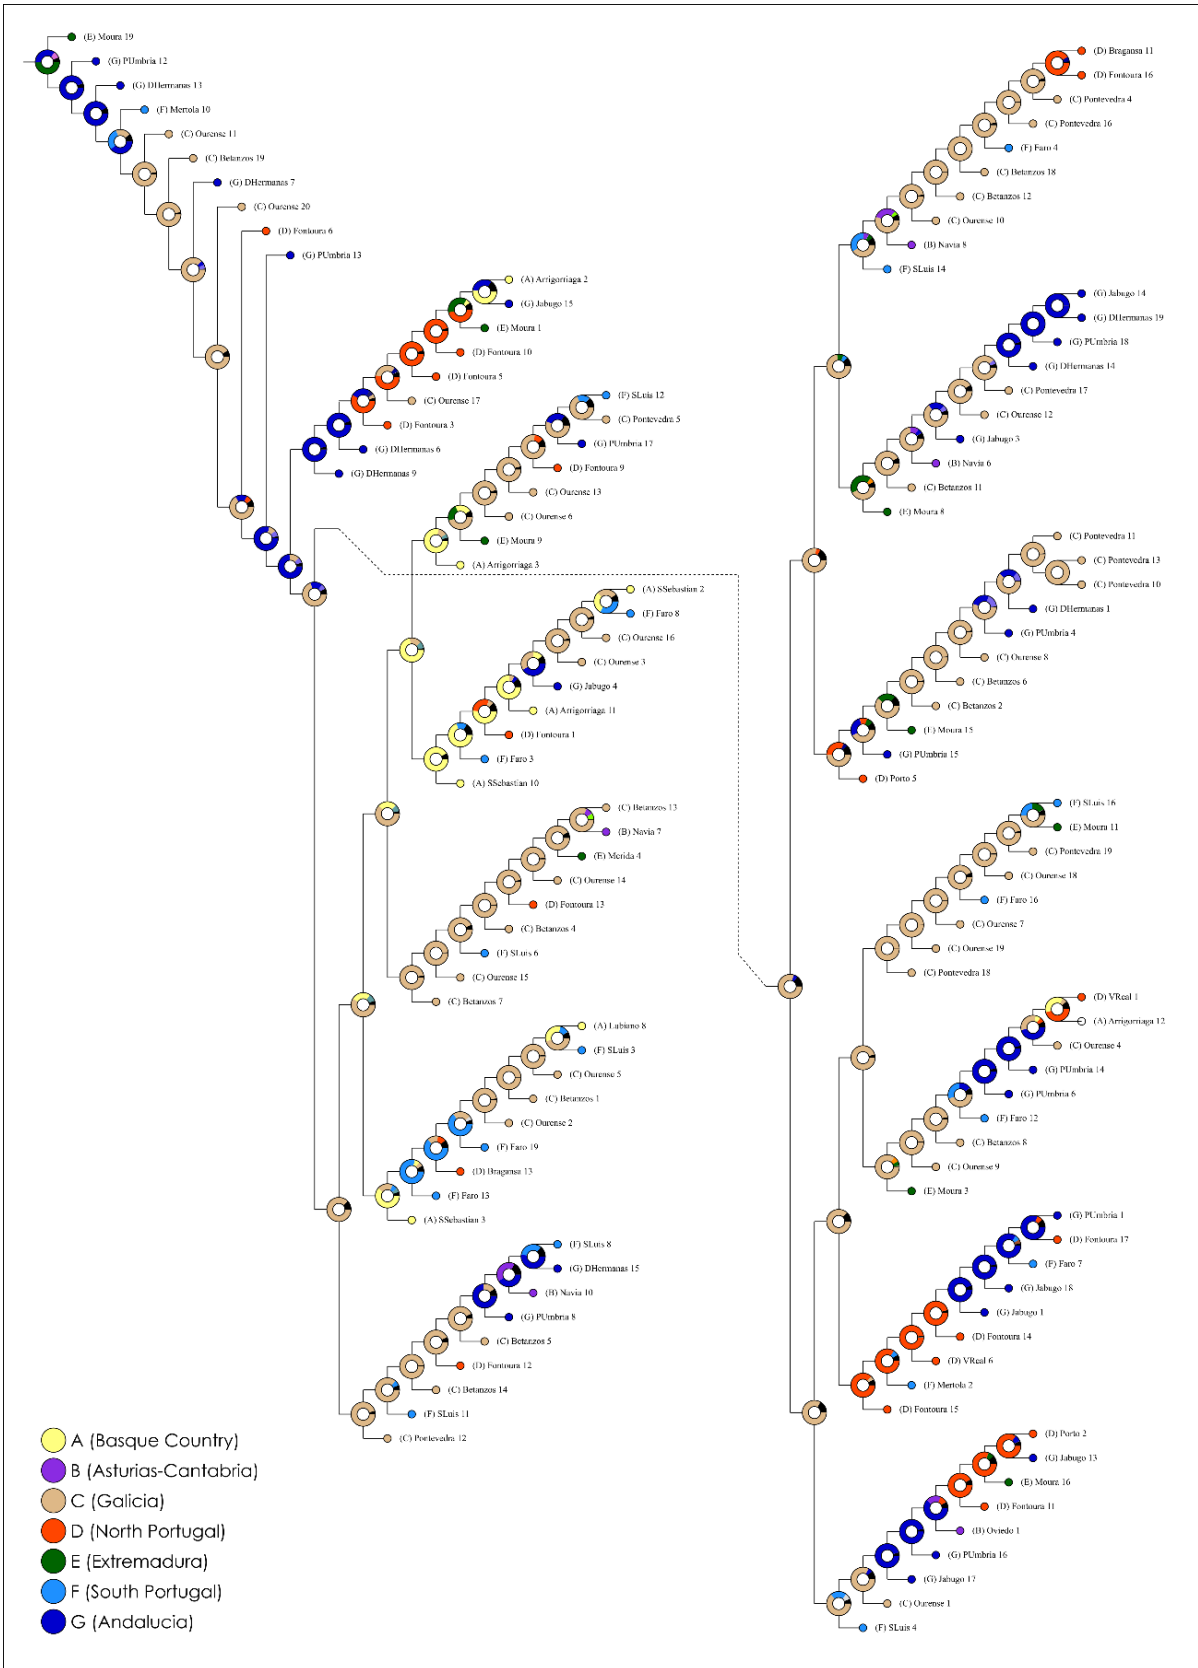 (E) Moura 19
(G) PUmbria 12
(G) DHermanas 13
(F) Mertola 10
(C) Ourense 11
(C) Betanzos 19
(G) DHermanas 7
(C) Ourense 20
(D) Fontoura 6
(G) PUmbria 13
(A) Arrigorriaga 2
(G) Jabugo 15
(E) Moura 1
(D) Fontoura 10
(D) Fontoura 5
(C) Ourense 17
(D) Fontoura 3
(G) DHermanas 6
(G) DHermanas 9
(F) SLuis 12
(C) Pontevedra 5
(G) PUmbria 17
(D) Fontoura 9
(C) Ourense 13
(C) Ourense 6
(E) Moura 9
(A) Arrigorriaga 3
(A) SSebastian 2
(F) Faro 8
(C) Ourense 16
(C) Ourense 3
(G) Jabugo 4
(A) Arrigorriaga 11
(D) Fontoura 1
(F) Faro 3
(A) SSebastian 10
(C) Betanzos 13
(B) Navia 7
(E) Merida 4
(C) Ourense 14
(D) Fontoura 13
(C) Betanzos 4
(F) SLuis 6
(C) Ourense 15
(C) Betanzos 7
(A) Labiano 8
(F) SLuis 3
(C) Ourense 5
(C) Betanzos 1
(C) Ourense 2
(F) Faro 19
(D) Bragansa 13
(F) Faro 13
(A) SSebastian 3
(F) SLuis 8
(G) DHermanas 15
(B) Navia 10
(G) PUmbria 8
(C) Betanzos 5
(D) Fontoura 12
(C) Betanzos 14
(F) SLuis 11
(C) Pontevedra 12
(D) Bragansa 11
(D) Fontoura 16
(C) Pontevedra 4
(C) Pontevedra 16
(F) Faro 4
(C) Betanzos 18
(C) Betanzos 12
(C) Ourense 10
(B) Navia 8
(F) SLuis 14
(G) Jabugo 14
(G) DHermanas 19
(G) PUmbria 18
(G) DHermanas 14
(C) Pontevedra 17
(C) Ourense 12
(G) Jabugo 3
(B) Navia 6
(C) Betanzos 11
(E) Moura 8
(C) Pontevedra 11
(C) Pontevedra 13
(C) Pontevedra 10
(G) DHermanas 1
(G) PUmbria 4
(C) Ourense 8
(C) Betanzos 6
(C) Betanzos 2
(E) Moura 15
(G) PUmbria 15
(D) Porto 5
(F) SLuis 16
(E) Moura 11
(C) Pontevedra 19
(C) Ourense 18
(F) Faro 16
(C) Ourense 7
(C) Ourense 19
(C) Pontevedra 18
(D) VReal 1
(A) Arrigorriaga 12
(C) Ourense 4
(G) PUmbria 14
(G) PUmbria 6
(F) Faro 12
(C) Betanzos 8
(C) Ourense 9
(E) Moura 3
(G) PUmbria 1
(D) Fontoura 17
(F) Faro 7
(G) Jabugo 18
(G) Jabugo 1
(D) Fontoura 14
(D) VReal 6
(F) Mertola 2
(D) Fontoura 15
(D) Porto 2
(G) Jabugo 13
(E) Moura 16
(D) Fontoura 11
(B) Oviedo 1
(G) PUmbria 16
(G) Jabugo 17
(C) Ourense 1
(F) SLuis 4
A (Basque Country)
B (Asturias-Cantabria)
C (Galicia)
D (North Portugal)
E (Extremadura)
F (South Portugal)
G (Andalucia)